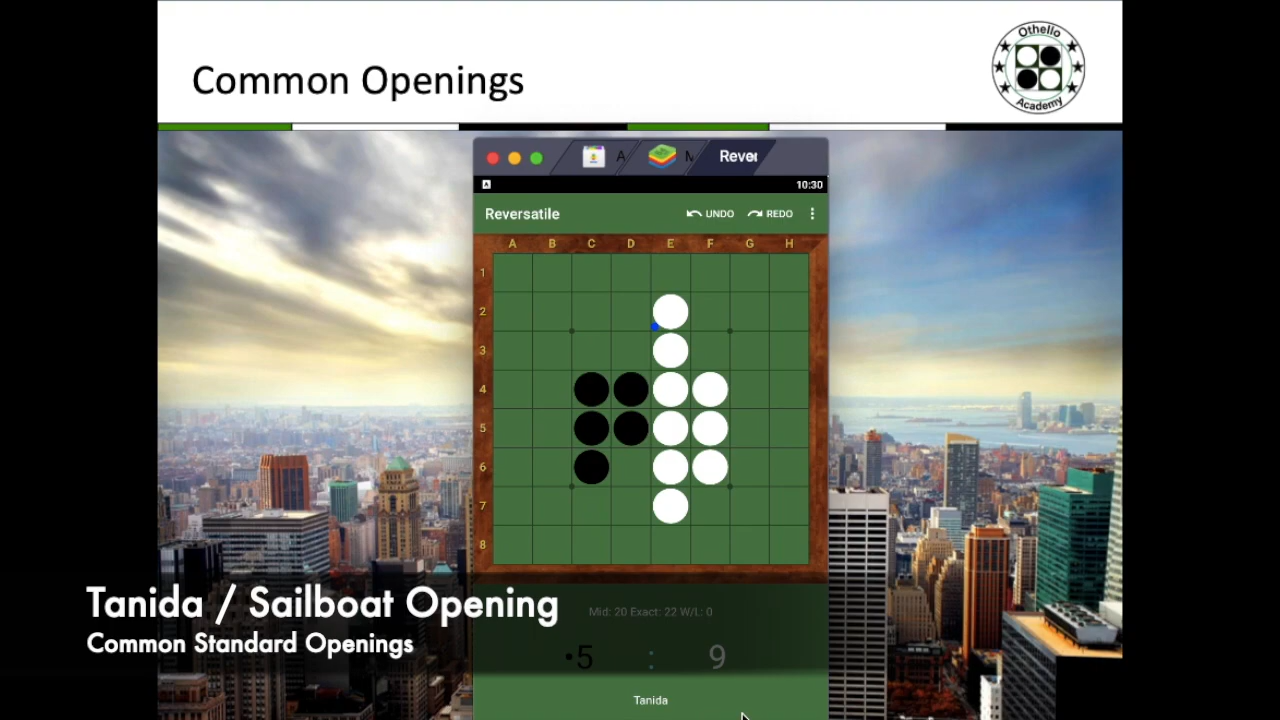 Common Openings
Othello
Academy
A M Rever
A 10:30
Reversatile UNDO REDO
A B C D E F G H
1
2
3
4
5
6
7
8
Tanida / Sailboat Opening
Mid: 20 Exact: 22 W/L: 0
Common Standard Openings
•5 : 9
Tanida